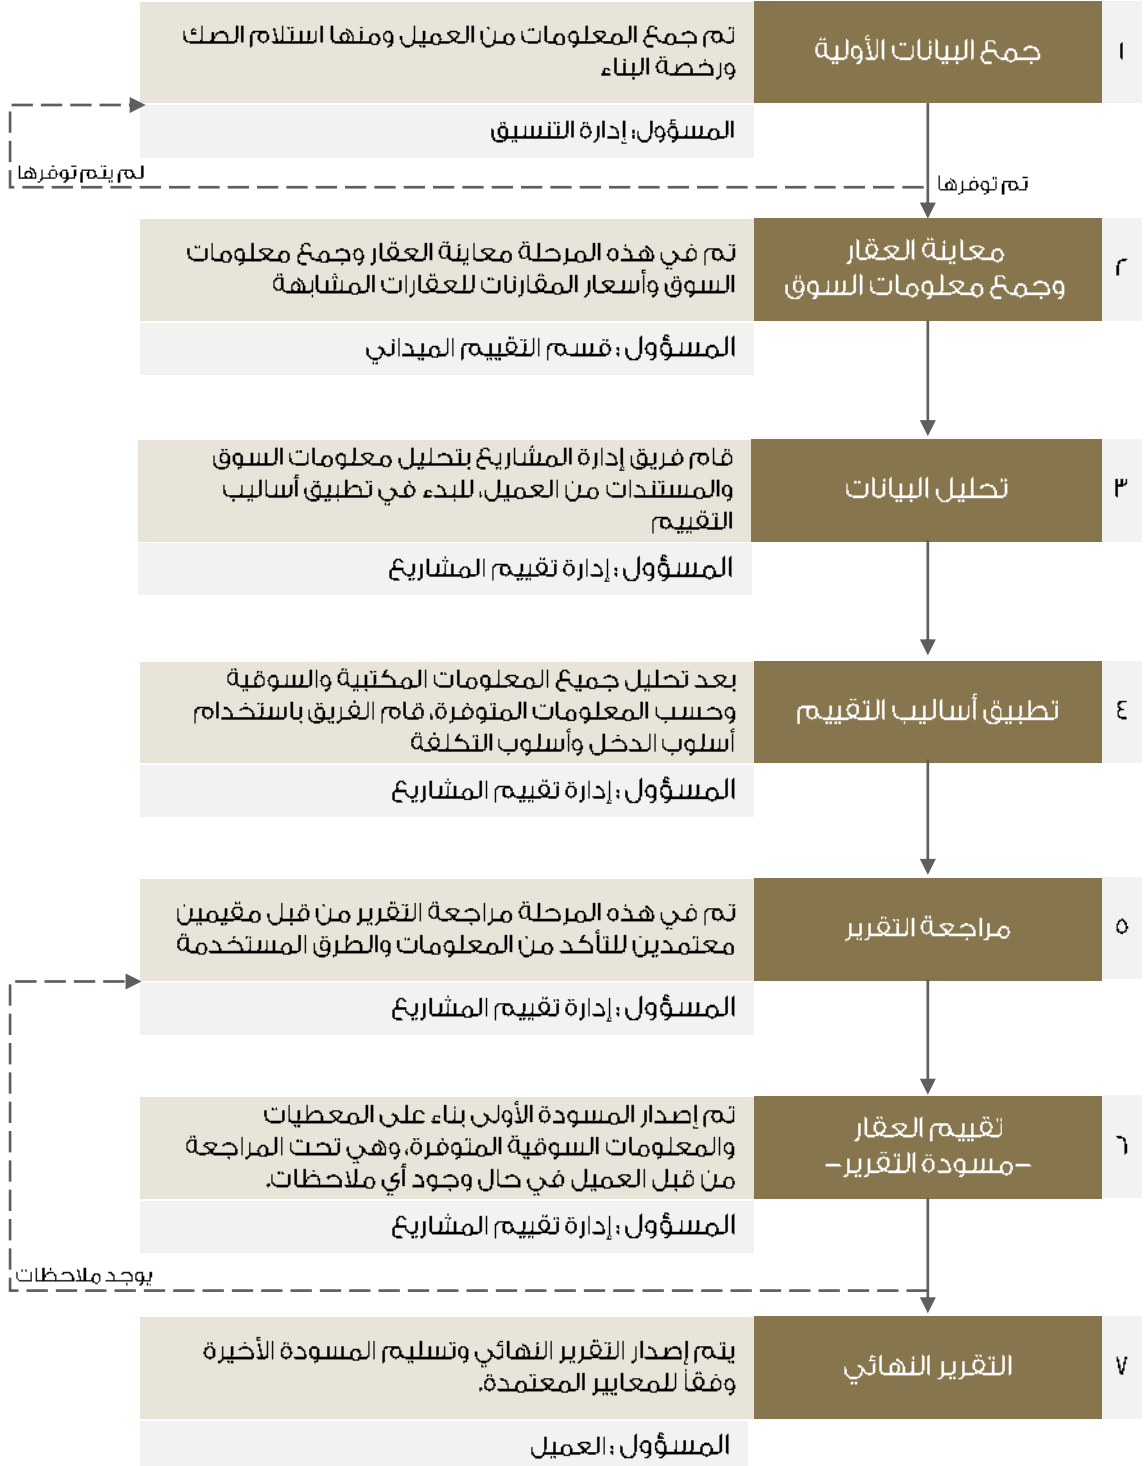 ١
جمع البيانات الأولية
تم جمع المعلومات من العميل ومنها استلام الصك
ورخصة البناء
المسؤول: إدارة التنسيق
لم يتم توفرها
تم توفرها
٢
معاينة العقار
وجمع معلومات السوق
تم في هذه المرحلة معاينة العقار وجمع معلومات
السوق وأسعار المقارنات للعقارات المشابهة
المسؤول: قسم التقييم الميداني
٣
تحليل البيانات
قام فريق إدارة المشاريع بتحليل معلومات السوق
والمستندات من العميل، للبدء في تطبيق أساليب
التقييم
المسؤول: إدارة تقييم المشاريع
٤
تطبيق أساليب التقييم
بعد تحليل جميع المعلومات المكتبية والسوقية
وحسب المعلومات المتوفرة، قام الفريق باستخدام
أسلوب الدخل وأسلوب التكلفة
المسؤول: إدارة تقييم المشاريع
٥
مراجعة التقرير
تم في هذه المرحلة مراجعة التقرير من قبل مقيمين
معتمدين للتأكد من المعلومات والطرق المستخدمة
المسؤول: إدارة تقييم المشاريع
٦
تقييم العقار
-مسودة التقرير-
تم إصدار المسودة الأولى بناء على المعطيات
والمعلومات السوقية المتوفرة، وهي تحت المراجعة
من قبل العميل في حال وجود أي ملاحظات.
المسؤول: إدارة تقييم المشاريع
يوجد ملاحظات
٧
التقرير النهائي
يتم إصدار التقرير النهائي وتسليم المسودة الأخيرة
وفقاً للمعايير المعتمدة.
المسؤول: العميل